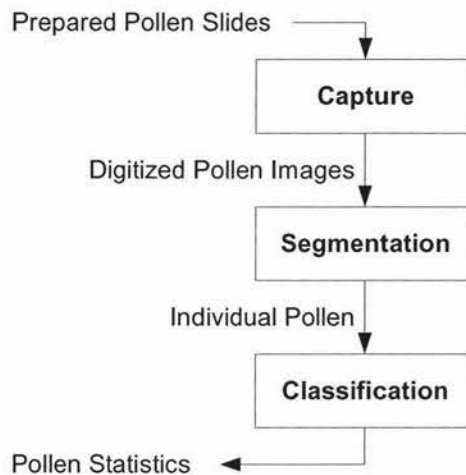 Prepared Pollen Slides
Capture
Digitized Pollen Images
Segmentation
Individual Pollen
Classification
Pollen Statistics